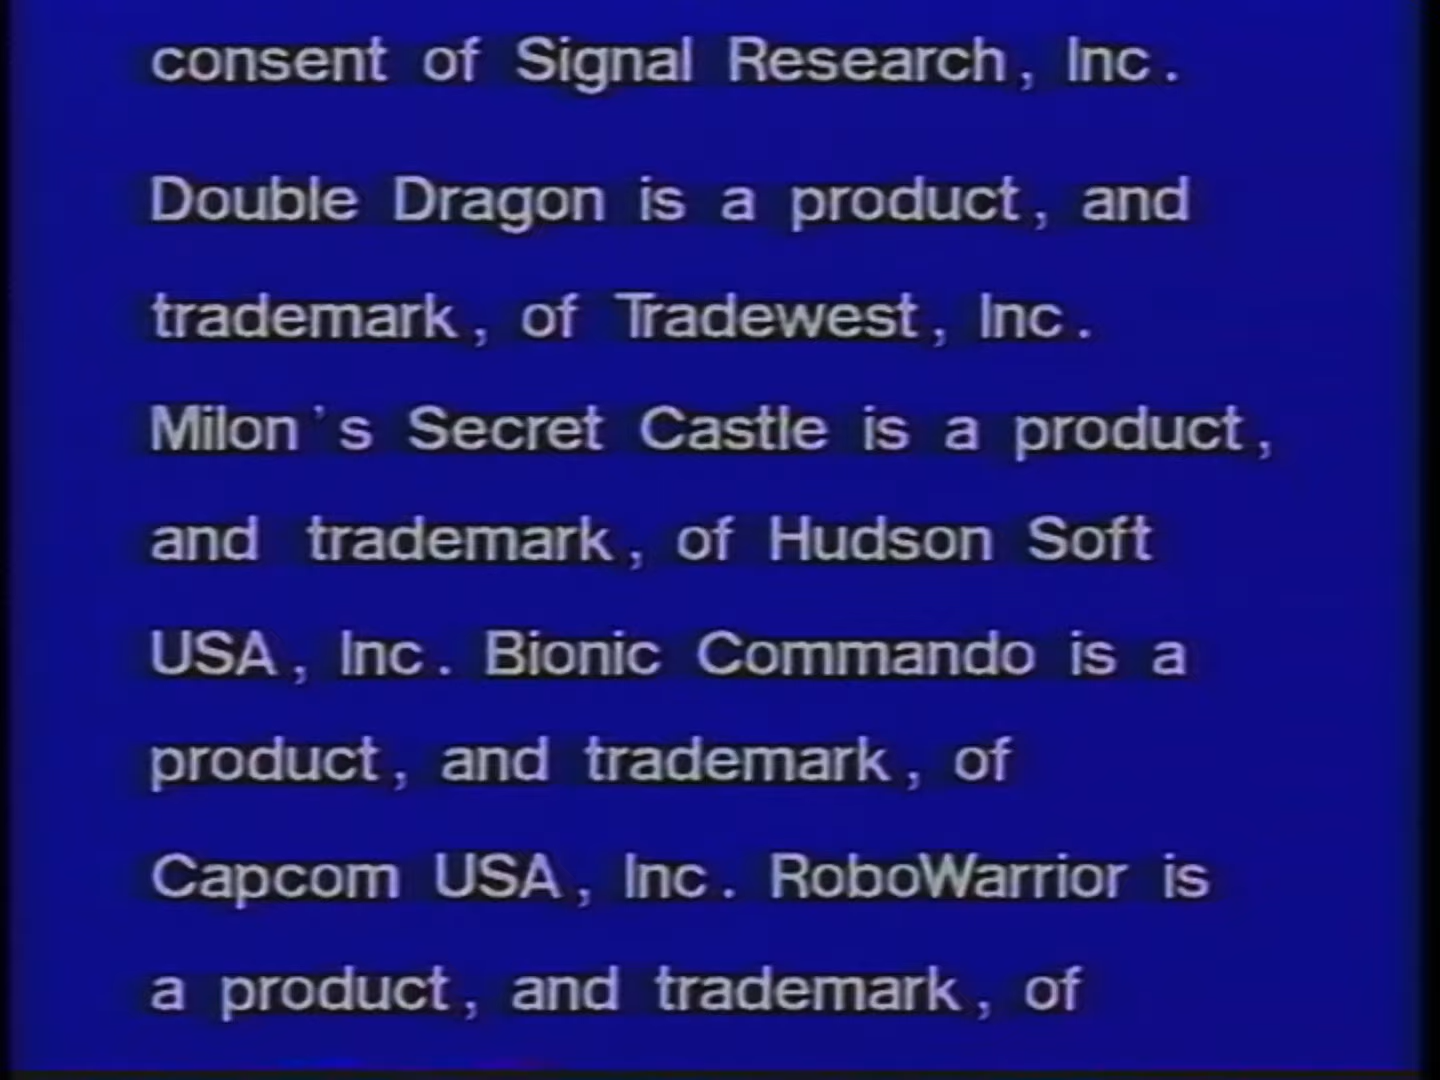 consent of Signal Research, Inc.
Double Dragon is a product, and
trademark, of Tradewest, Inc.
Milon's Secret Castle is a product,
and trademark, of Hudson Soft
USA, Inc. Bionic Commando is a
product, and trademark, of
Capcom USA, Inc. RoboWarrior is
a product, and trademark, of